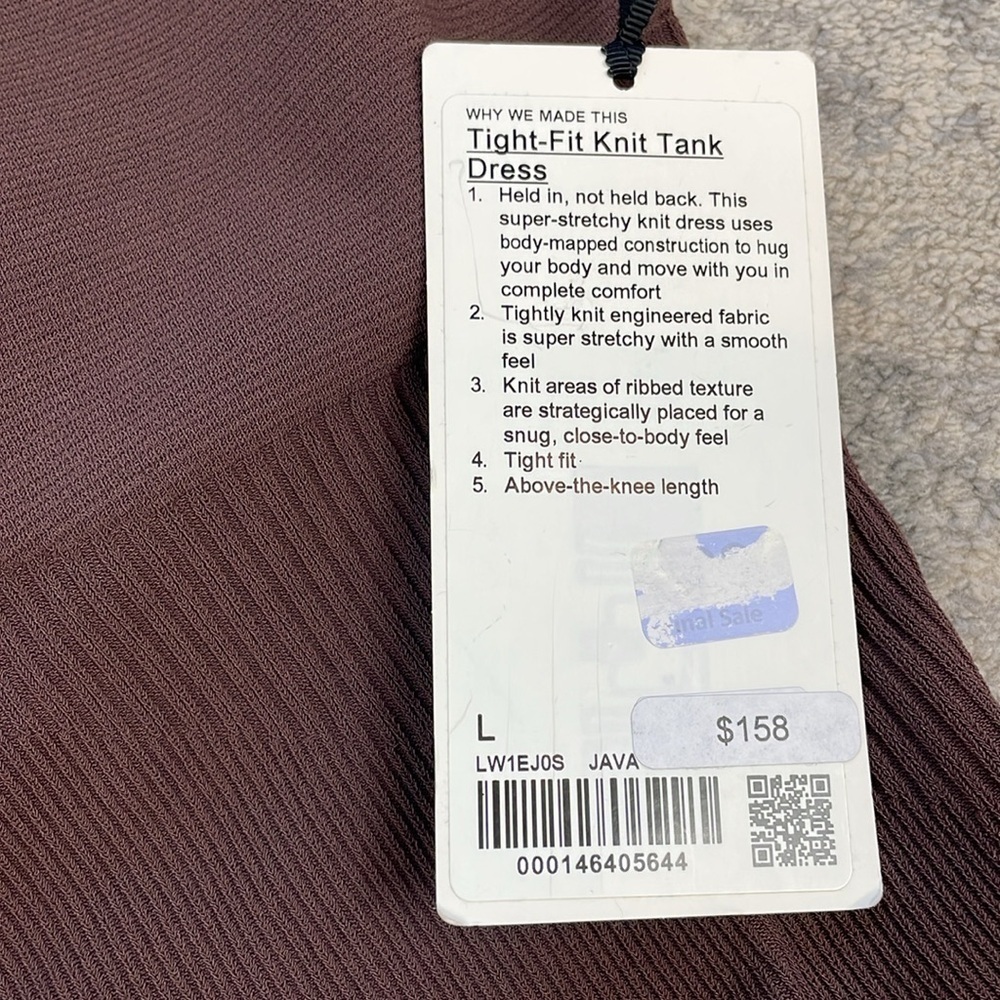 WHY WE MADE THIS
Tight-Fit Knit Tank
Dress
1. Held in, not held back. This
super-stretchy knit dress uses
body-mapped construction to hug
your body and move with you in
complete comfort
2. Tightly knit engineered fabric
is super stretchy with a smooth
feel
3. Knit areas of ribbed texture
are strategically placed for a
snug, close-to-body feel
4. Tight fit
5. Above-the-knee length
Sale
$158
L
LW1EJ0S JAVA
000146405644